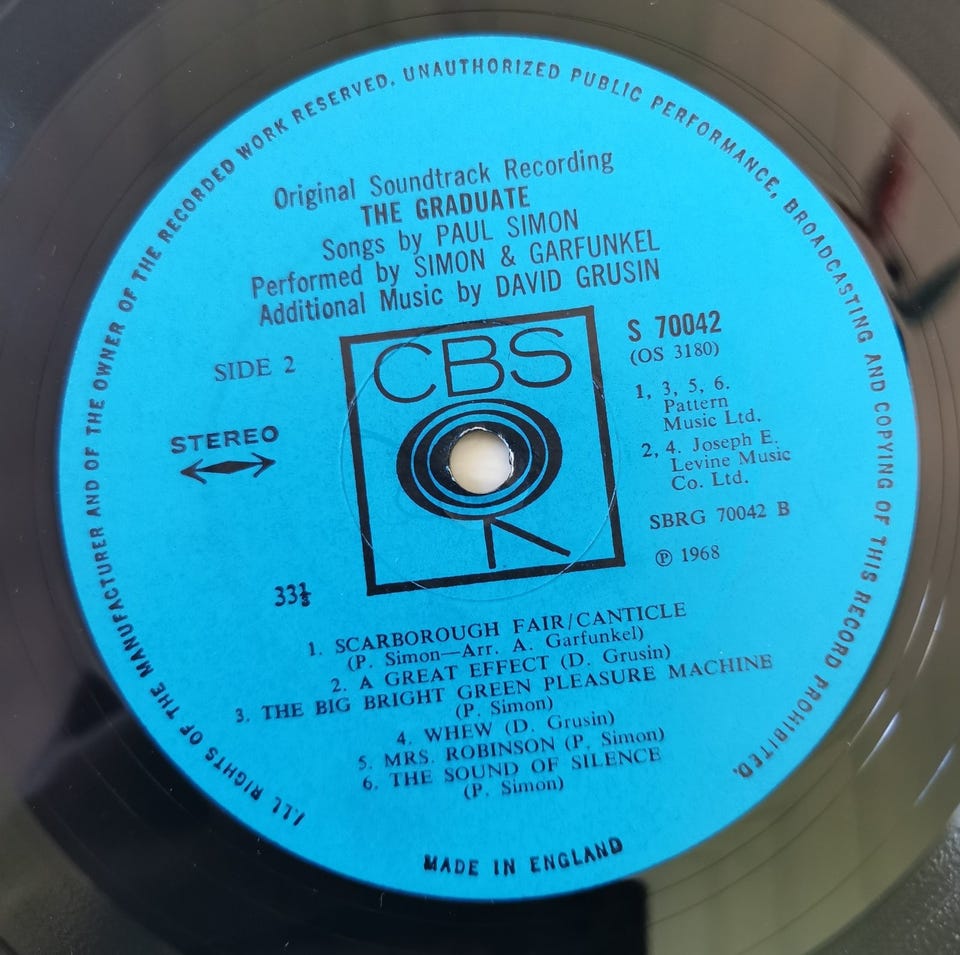 ALL RIGHTS OF THE MANUFACTURER AND OF THE OWNER OF THE RECORDED WORK RESERVED. UNAUTHORIZED PUBLIC PERFORMANCE, BROADCASTING AND COPYING OF THIS RECORD PROHIBITED.
Original Soundtrack Recording
THE GRADUATE
Songs by PAUL SIMON
Performed by SIMON & GARFUNKEL
Additional Music by DAVID GRUSIN
SIDE 2
STEREO
CBS
S 70042
(OS 3180)
1, 3, 5, 6.
Pattern
Music Ltd.
2, 4. Joseph E.
Levine Music
Co. Ltd.
SBRG 70042 B
℗ 1968
33⅓
1. SCARBOROUGH FAIR/CANTICLE
(P. Simon—Arr. A. Garfunkel)
2. A GREAT EFFECT (D. Grusin)
3. THE BIG BRIGHT GREEN PLEASURE MACHINE
(P. Simon)
4. WHEW (D. Grusin)
5. MRS. ROBINSON (P. Simon)
6. THE SOUND OF SILENCE
(P. Simon)
MADE IN ENGLAND